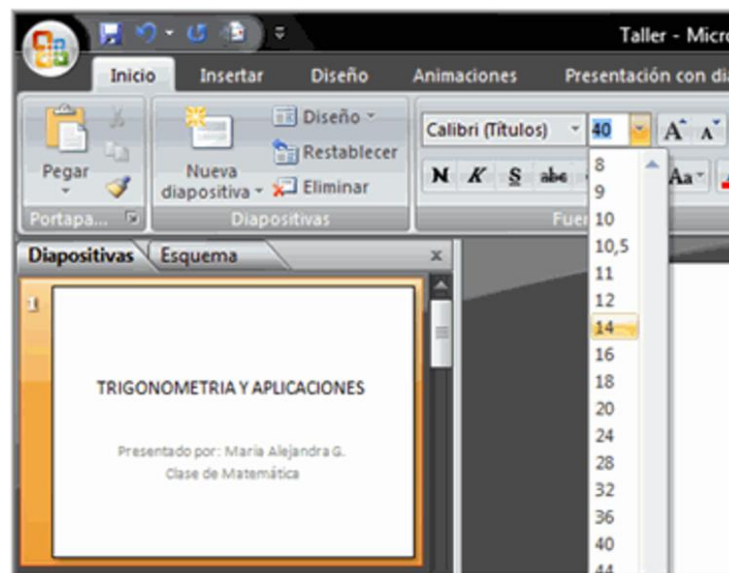 Taller - Micro
Inicio Insertar Diseño Animaciones Presentación con dia
Pegar
Portapa...
Nueva
diapositiva
Diseño
Restablecer
Eliminar
Diapositivas
Calibri (Títulos) 40 A A
N K S abc Aa
Fue
8
9
10
10,5
11
12
14
16
18
20
24
28
32
36
40
44
Diapositivas Esquema x
1
TRIGONOMETRIA Y APLICACIONES
Presentado por: Maria Alejandra G.
Clase de Matemática